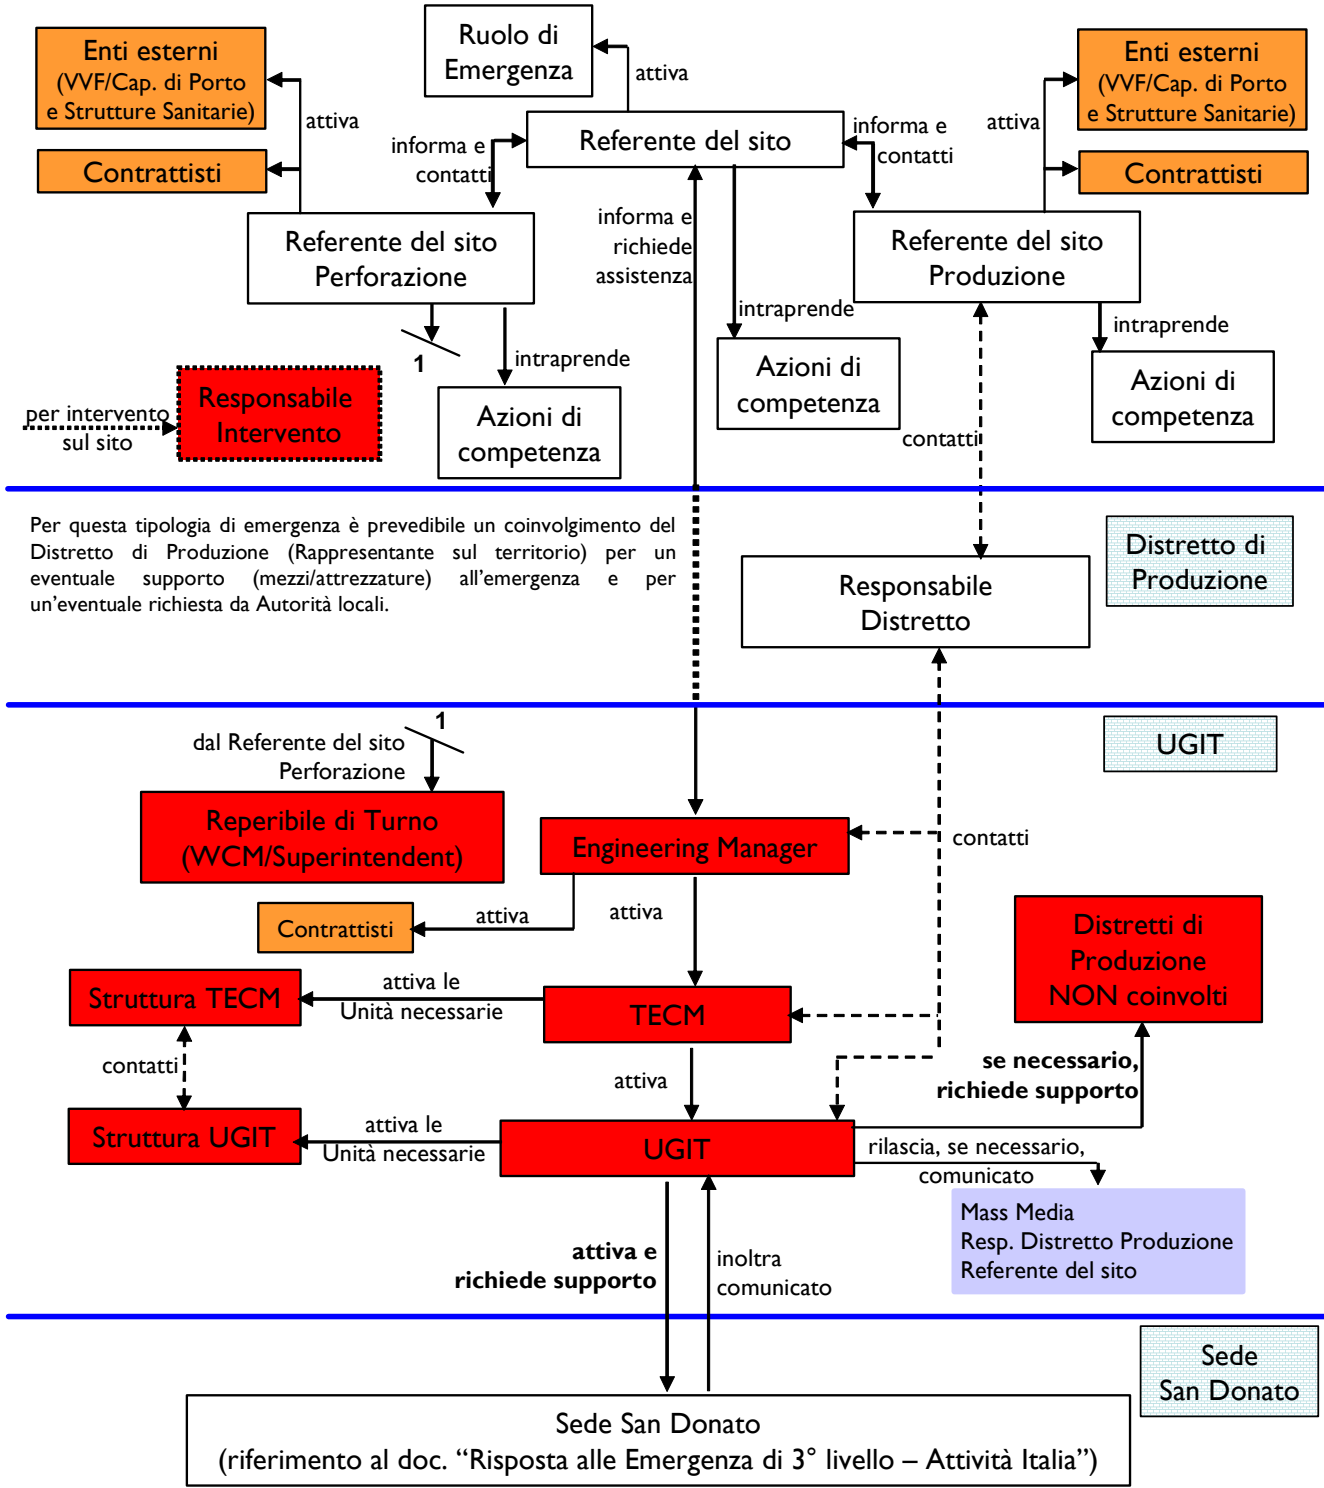 Enti esterni
(VVF/Cap. di Porto
e Strutture Sanitarie)
attiva
Contrattisti
Ruolo di
Emergenza
attiva
Referente del sito
informa e
contatti
informa e
contatti
attiva
Enti esterni
(VVF/Cap. di Porto
e Strutture Sanitarie)
Contrattisti
Referente del sito
Perforazione
informa e
richiede
assistenza
Referente del sito
Produzione
1
intraprende
intraprende
intraprende
Responsabile
Intervento
per intervento
sul sito
Azioni di
competenza
Azioni di
competenza
Azioni di
competenza
contatti
Per questa tipologia di emergenza è prevedibile un coinvolgimento del
Distretto di Produzione (Rappresentante sul territorio) per un
eventuale supporto (mezzi/attrezzature) all’emergenza e per
un’eventuale richiesta da Autorità locali.
Responsabile
Distretto
Distretto di
Produzione
1
dal Referente del sito
Perforazione
UGIT
Reperibile di Turno
(WCM/Superintendent)
Engineering Manager
contatti
Contrattisti
attiva
attiva
Distretti di
Produzione
NON coinvolti
Struttura TECM
attiva le
Unità necessarie
TECM
contatti
attiva
se necessario,
richiede supporto
Struttura UGIT
attiva le
Unità necessarie
UGIT
rilascia, se necessario,
comunicato
Mass Media
Resp. Distretto Produzione
Referente del sito
attiva e
richiede supporto
inoltra
comunicato
Sede
San Donato
Sede San Donato
(riferimento al doc. “Risposta alle Emergenza di 3° livello – Attività Italia”)